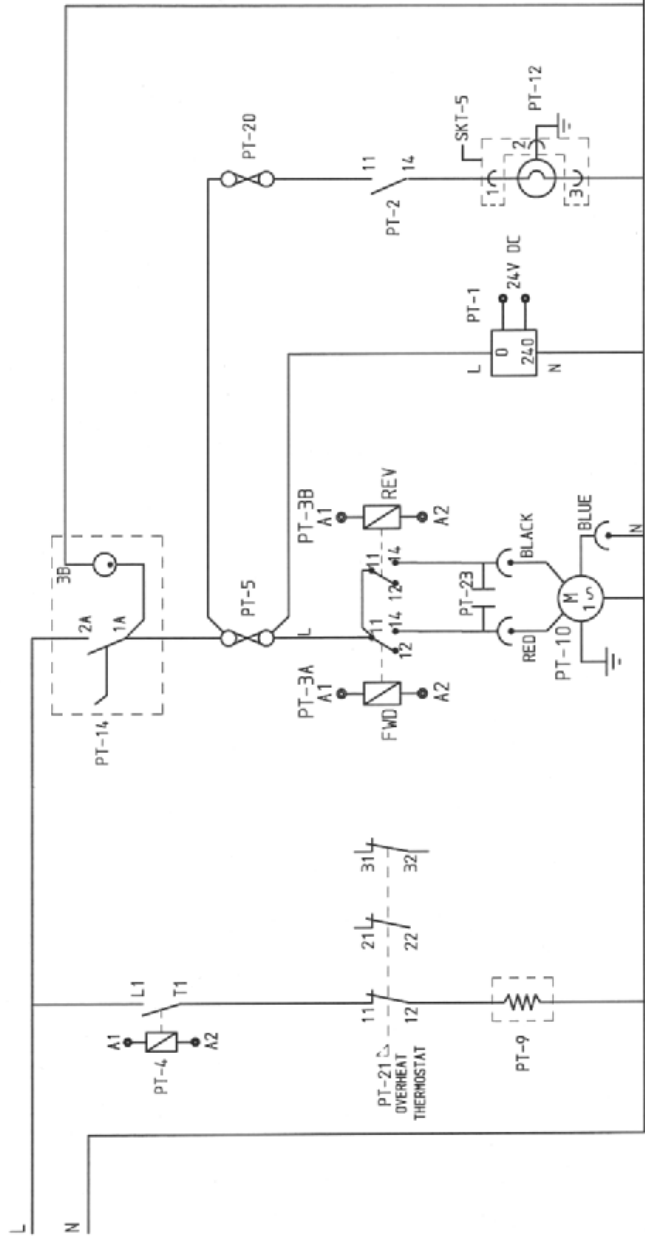 L
N
PT-14
2A
1A
3B
PT-5
PT-20
L1
T1
A1
A2
PT-4
11
12
21
22
31
32
PT-21
OVERHEAT
THERMOSTAT
PT-9
L
PT-3A
A1
A2
FWD
11
14
12
PT-3B
A1
A2
REV
11
14
12
PT-23
RED
BLACK
M
1S
PT-10
BLUE
N
PT-1
L
0
240
N
24V DC
11
14
PT-2
SKT-5
1
2
3
PT-12